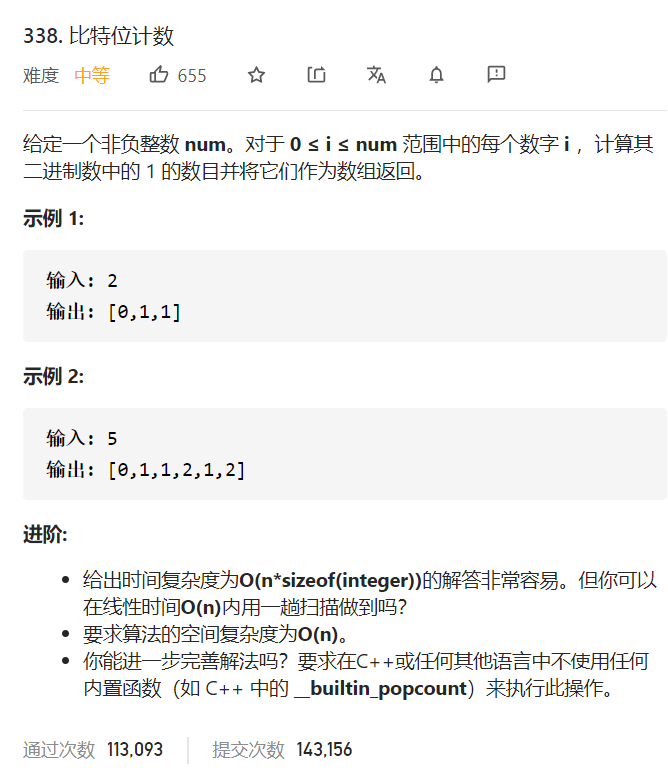 338. 比特位计数
难度 中等 655
给定一个非负整数 num。对于 0 ≤ i ≤ num 范围中的每个数字 i ，计算其
二进制数中的 1 的数目并将它们作为数组返回。
示例 1:
输入: 2
输出: [0,1,1]
示例 2:
输入: 5
输出: [0,1,1,2,1,2]
进阶:
• 给出时间复杂度为O(n*sizeof(integer))的解答非常容易。但你可以
在线性时间O(n)内用一趟扫描做到吗？
• 要求算法的空间复杂度为O(n)。
• 你能进一步完善解法吗？要求在C++或任何其他语言中不使用任何
内置函数（如 C++ 中的 __builtin_popcount）来执行此操作。
通过次数 113,093 提交次数 143,156